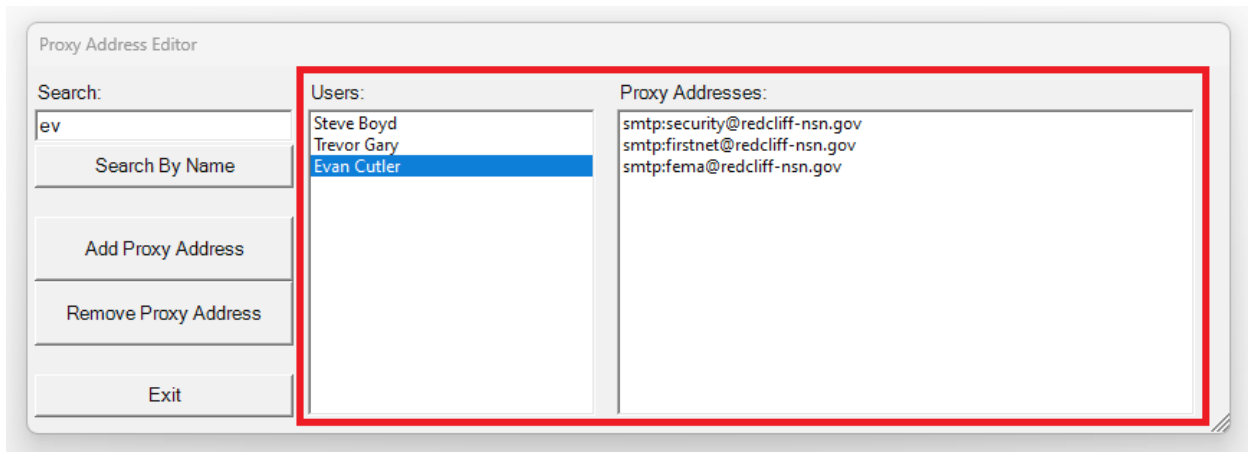 Proxy Address Editor
Search:
ev
Search By Name
Add Proxy Address
Remove Proxy Address
Exit
Users:
Steve Boyd
Trevor Gary
Evan Cutler
Proxy Addresses:
smtp:security@redcliff-nsn.gov
smtp:firstnet@redcliff-nsn.gov
smtp:fema@redcliff-nsn.gov